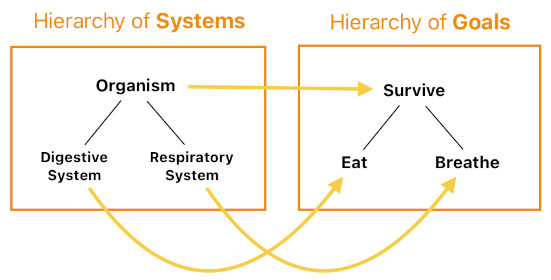 Hierarchy of Systems
Hierarchy of Goals
Organism
Survive
Digestive
System
Respiratory
System
Eat
Breathe